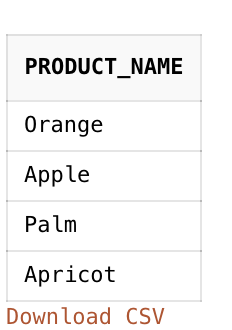 PRODUCT_NAME
Orange
Apple
Palm
Apricot
Download CSV